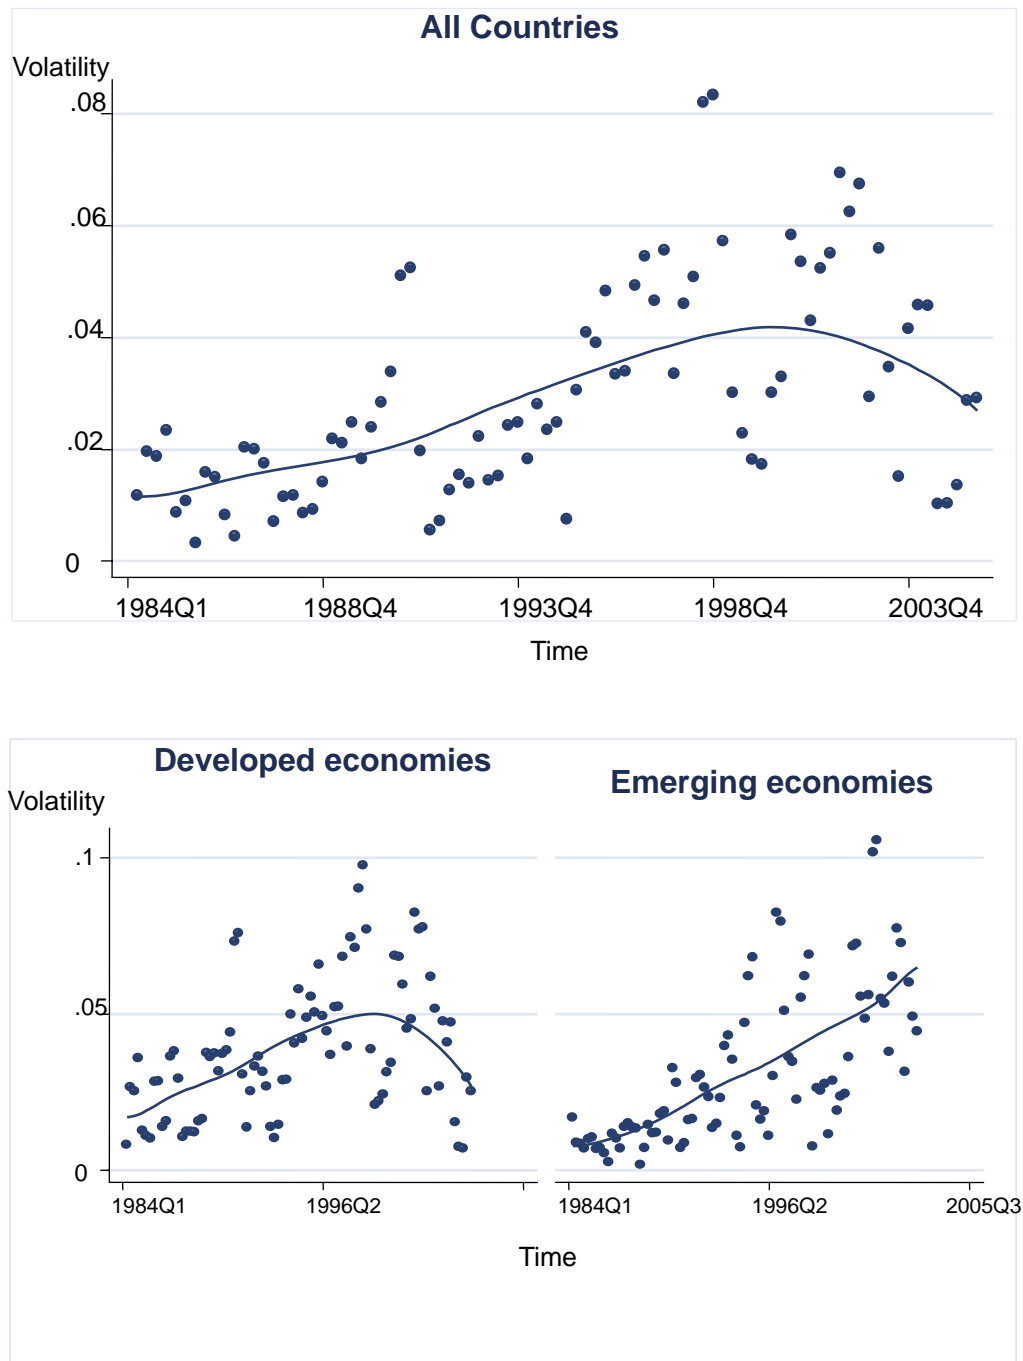 All Countries
Volatility
.08
.06
.04
.02
0
1984Q1 1988Q4 1993Q4 1998Q4 2003Q4
Time
Developed economies
Emerging economies
Volatility
.1
.05
0
1984Q1 1996Q2 1984Q1 1996Q2 2005Q3
Time